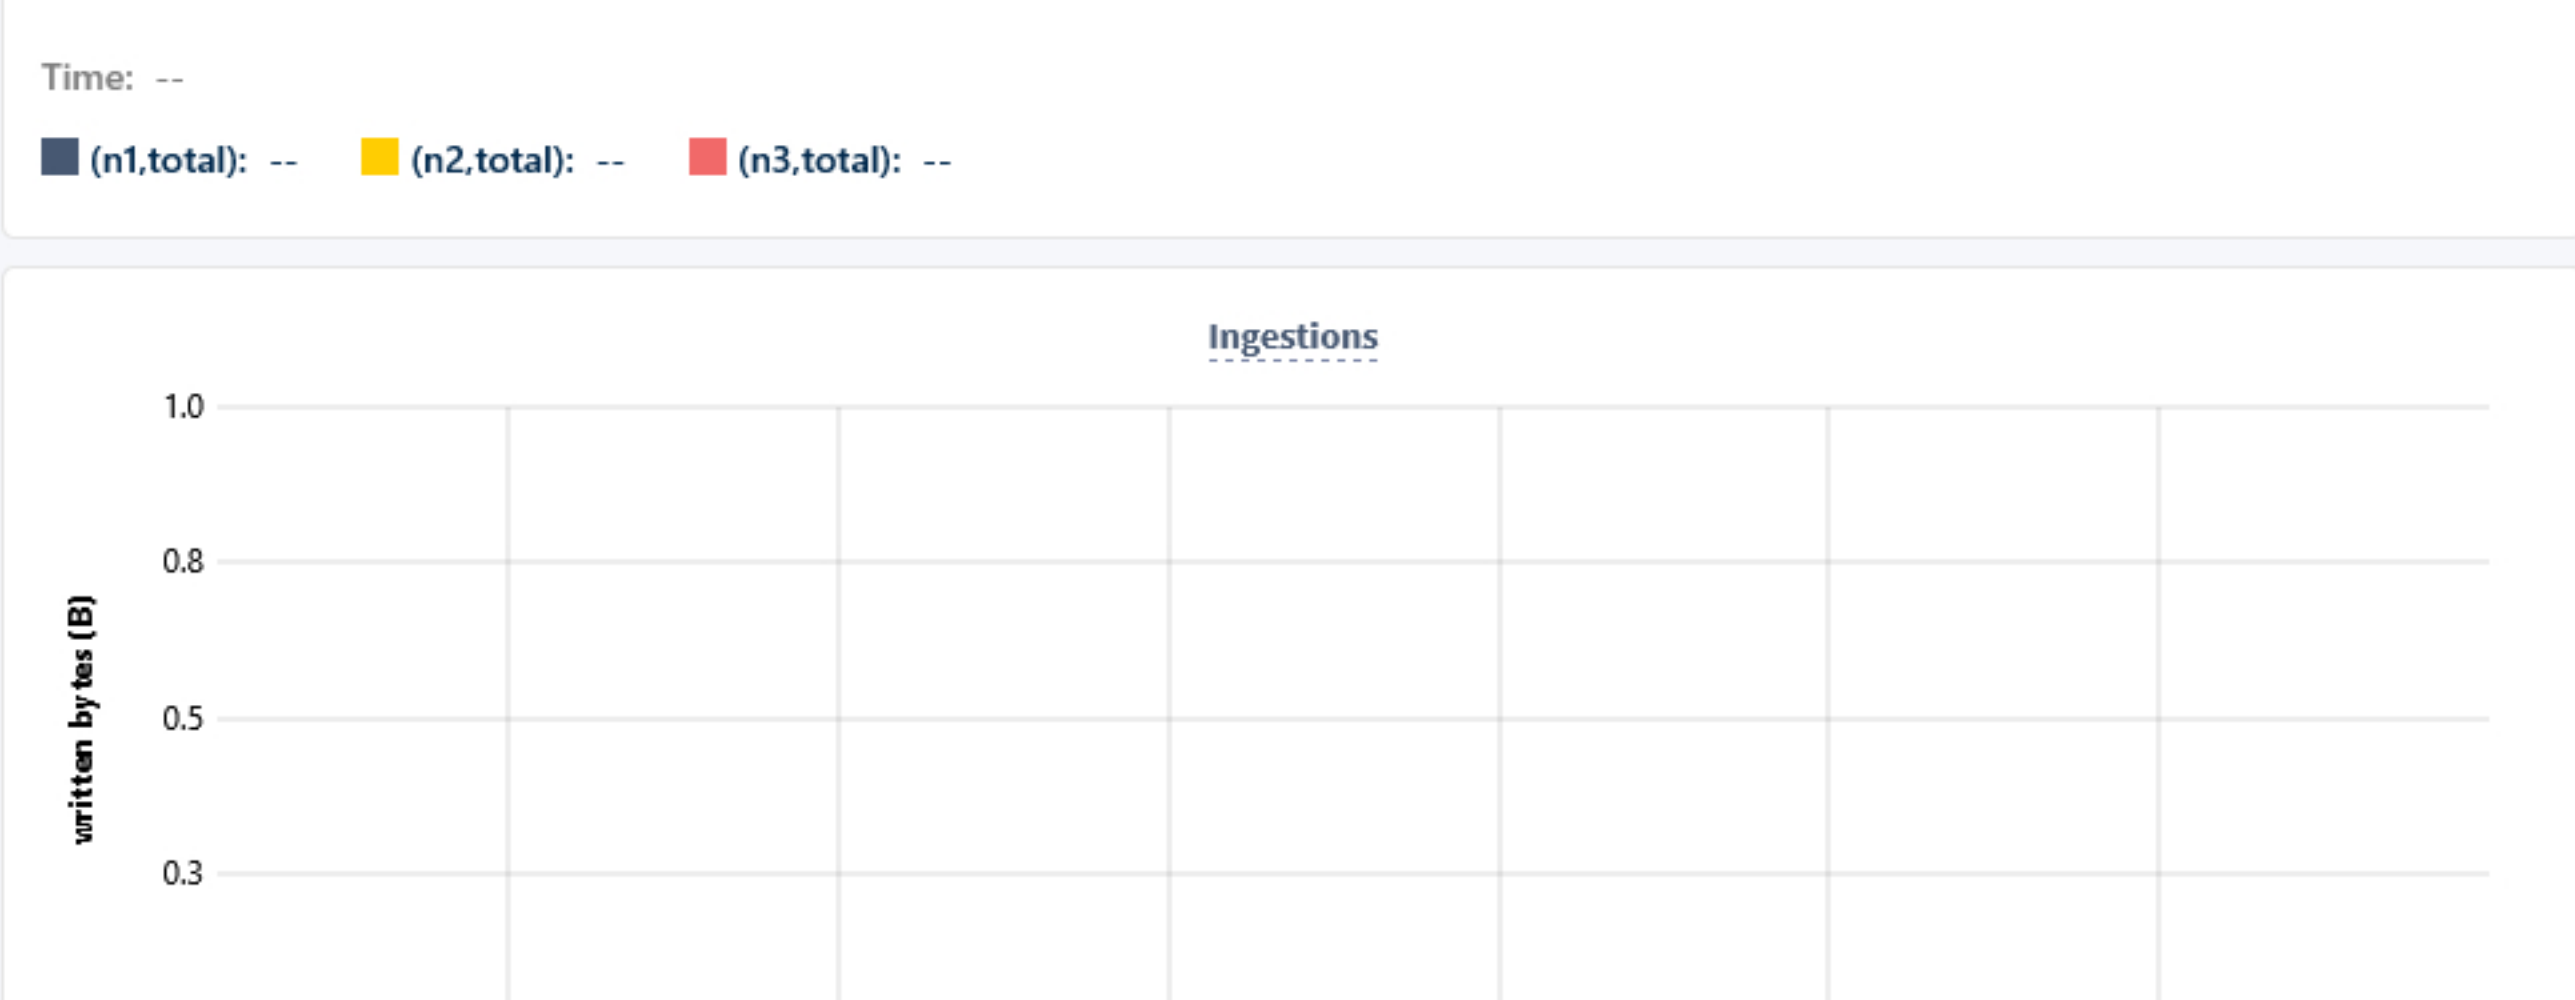 Time: --
(n1,total): -- (n2,total): -- (n3,total): --
Ingestions
1.0
0.8
written bytes (B)
0.5
0.3